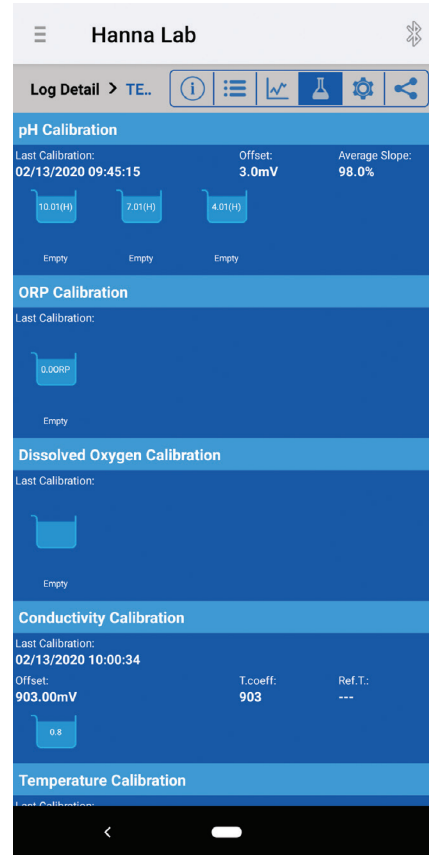 Hanna Lab
Log Detail > TE..
pH Calibration
Last Calibration: Offset: Average Slope:
02/13/2020 09:45:15 3.0mV 98.0%
10.01(H) 7.01(H) 4.01(H)
Empty Empty Empty
ORP Calibration
Last Calibration:
0.0ORP
Empty
Dissolved Oxygen Calibration
Last Calibration:
Empty
Conductivity Calibration
Last Calibration:
02/13/2020 10:00:34
Offset: T.coeff: Ref.T.:
903.00mV 903 ---
0.8
Temperature Calibration
Last Calibration: